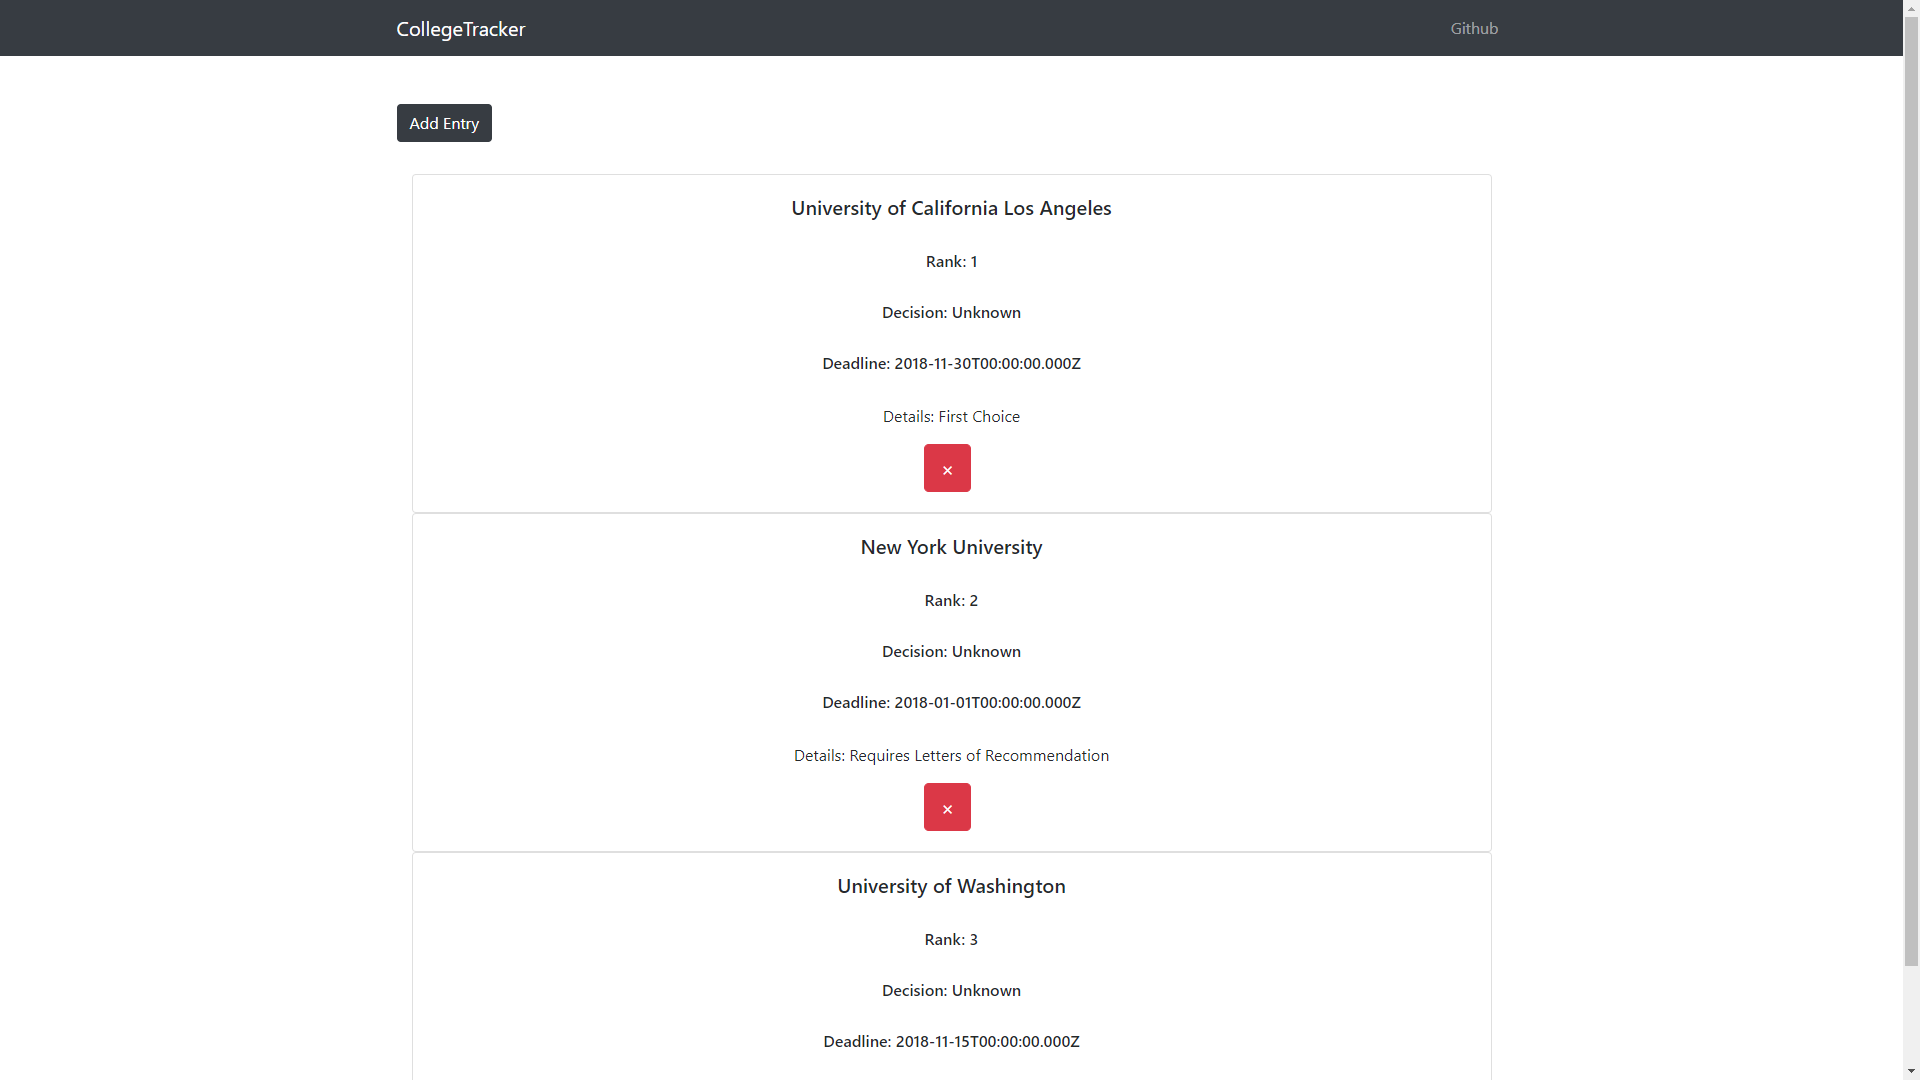 CollegeTracker
Github
Add Entry
University of California Los Angeles
Rank: 1
Decision: Unknown
Deadline: 2018-11-30T00:00:00.000Z
Details: First Choice
×
New York University
Rank: 2
Decision: Unknown
Deadline: 2018-01-01T00:00:00.000Z
Details: Requires Letters of Recommendation
×
University of Washington
Rank: 3
Decision: Unknown
Deadline: 2018-11-15T00:00:00.000Z